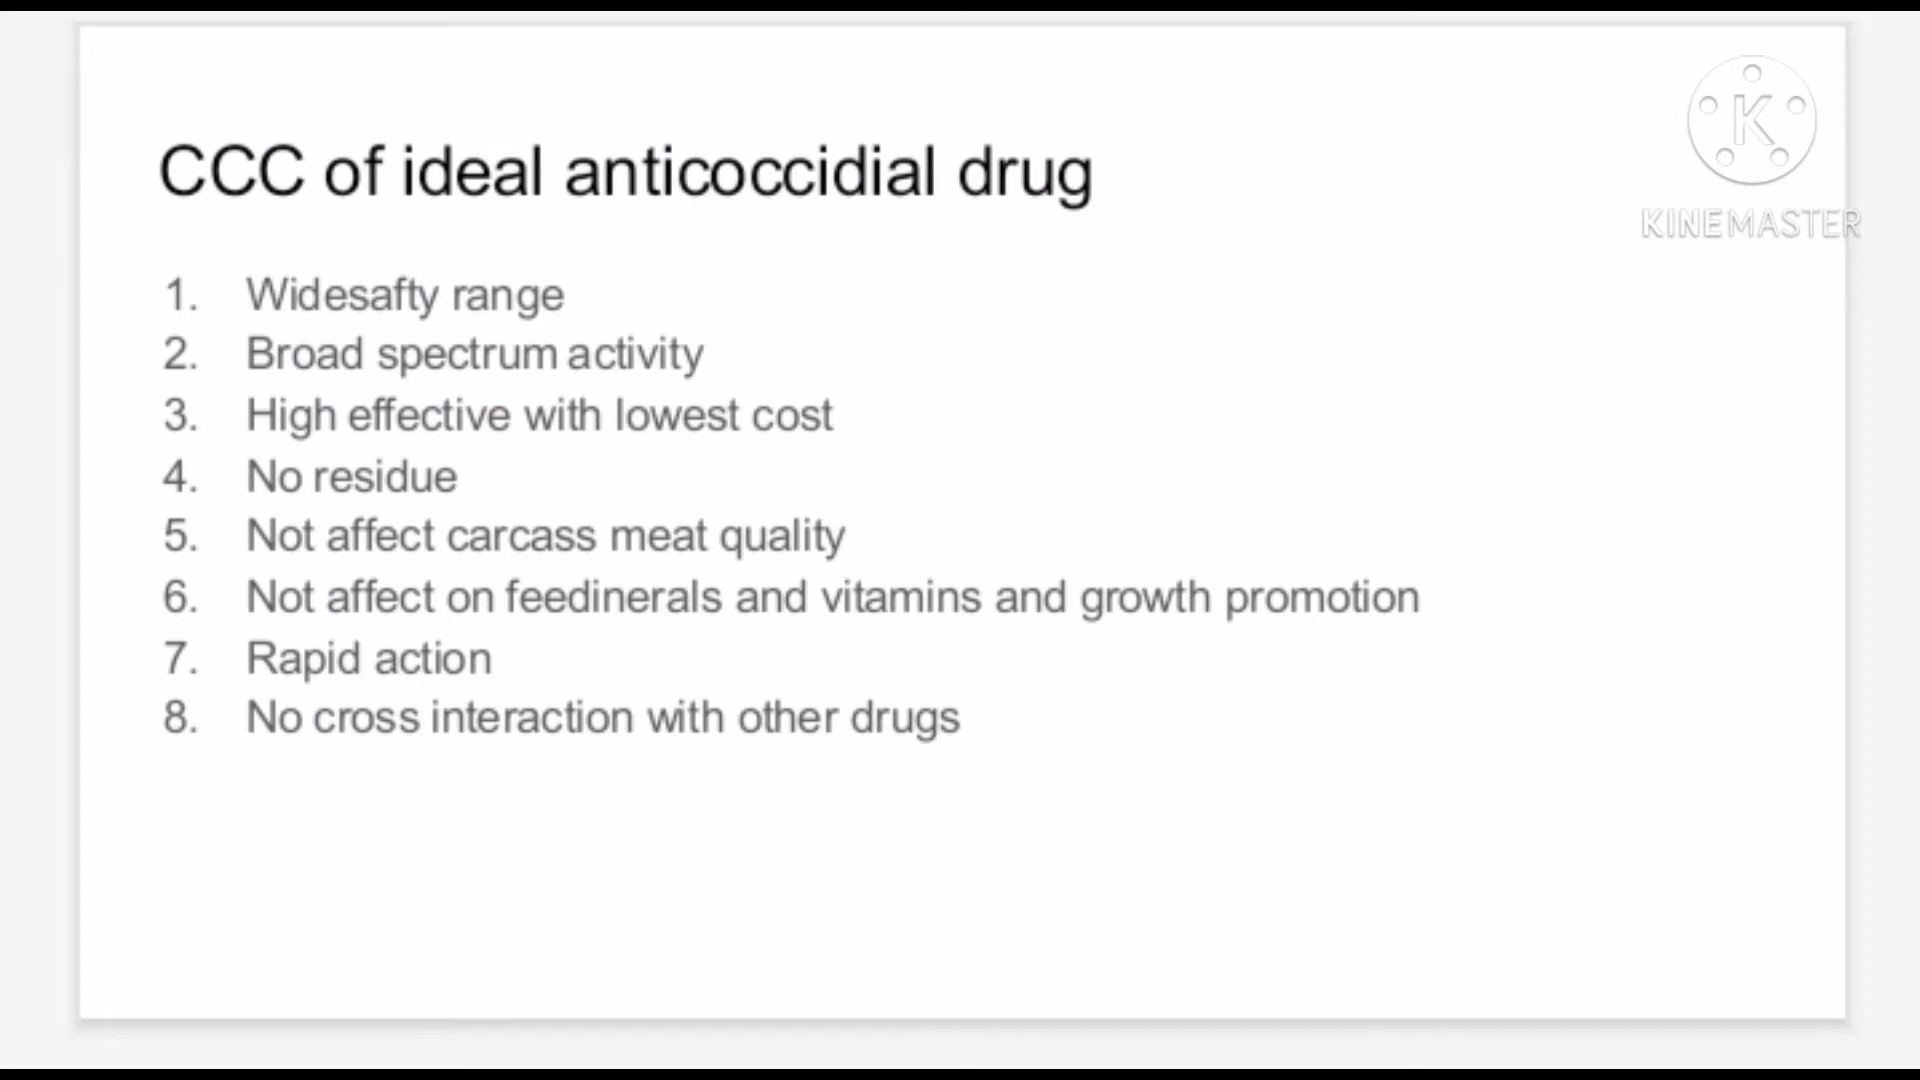 CCC of ideal anticoccidial drug
K
KINEMASTER
1. Widesafty range
2. Broad spectrum activity
3. High effective with lowest cost
4. No residue
5. Not affect carcass meat quality
6. Not affect on feedinerals and vitamins and growth promotion
7. Rapid action
8. No cross interaction with other drugs